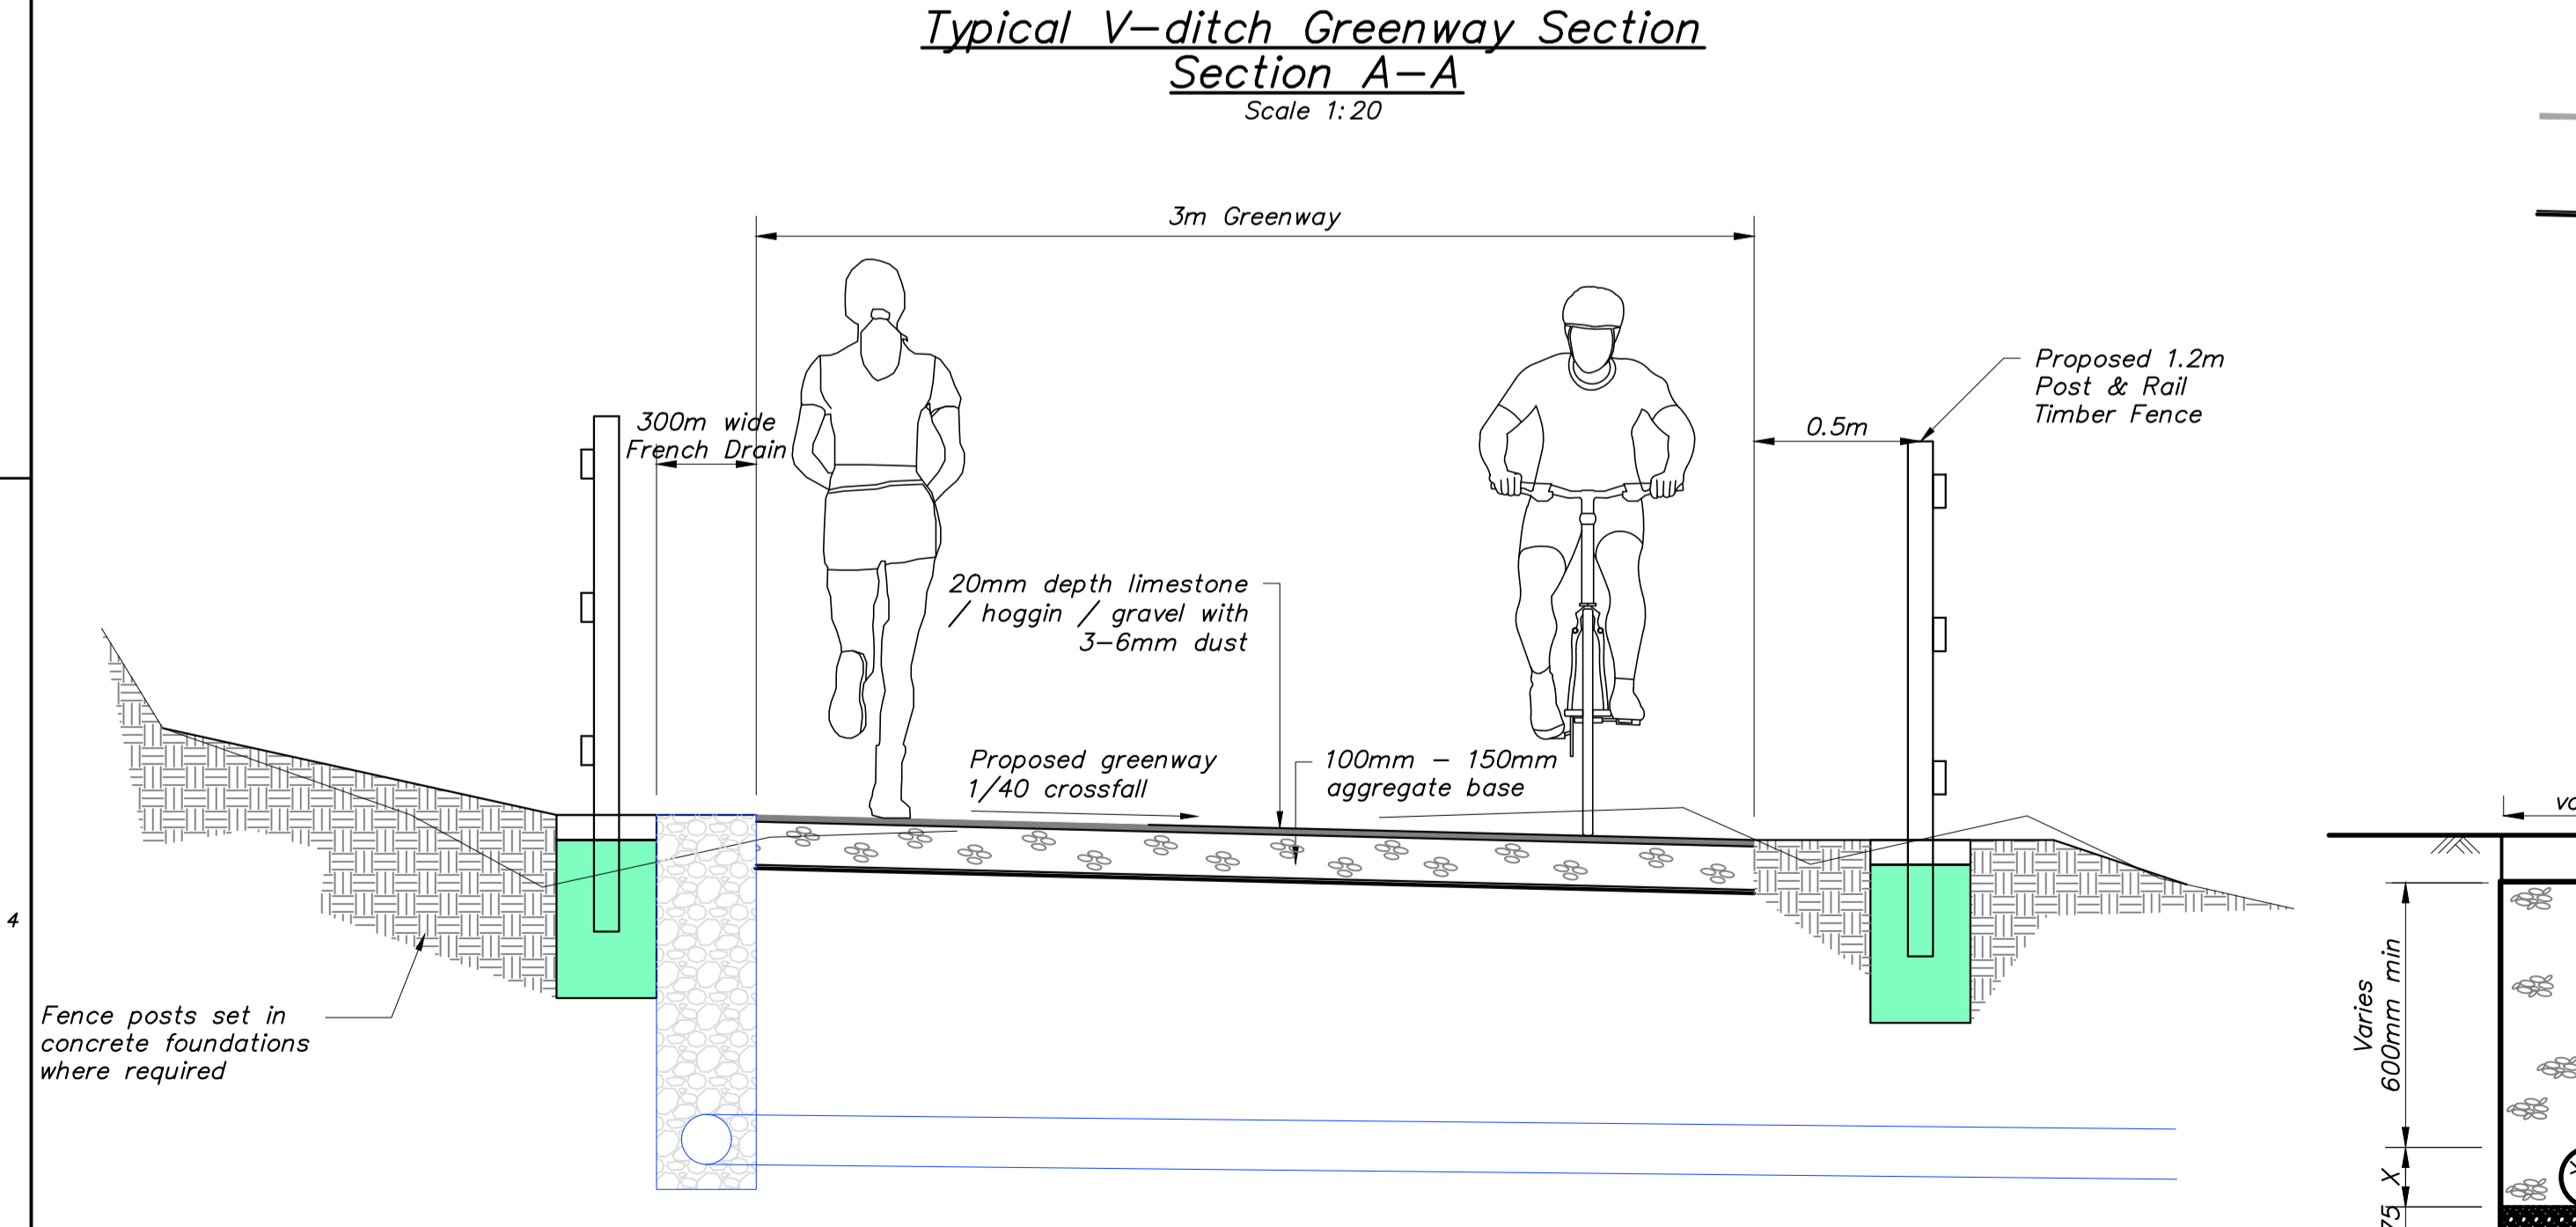 Typical V-ditch Greenway Section
Section A-A
Scale 1:20
3m Greenway
300m wide
French Drain
0.5m
Proposed 1.2m
Post & Rail
Timber Fence
20mm depth limestone
/ hoggin / gravel with
3-6mm dust
Proposed greenway
1/40 crossfall
100mm - 150mm
aggregate base
Fence posts set in
concrete foundations
where required
4
Varies
600mm min
X
75